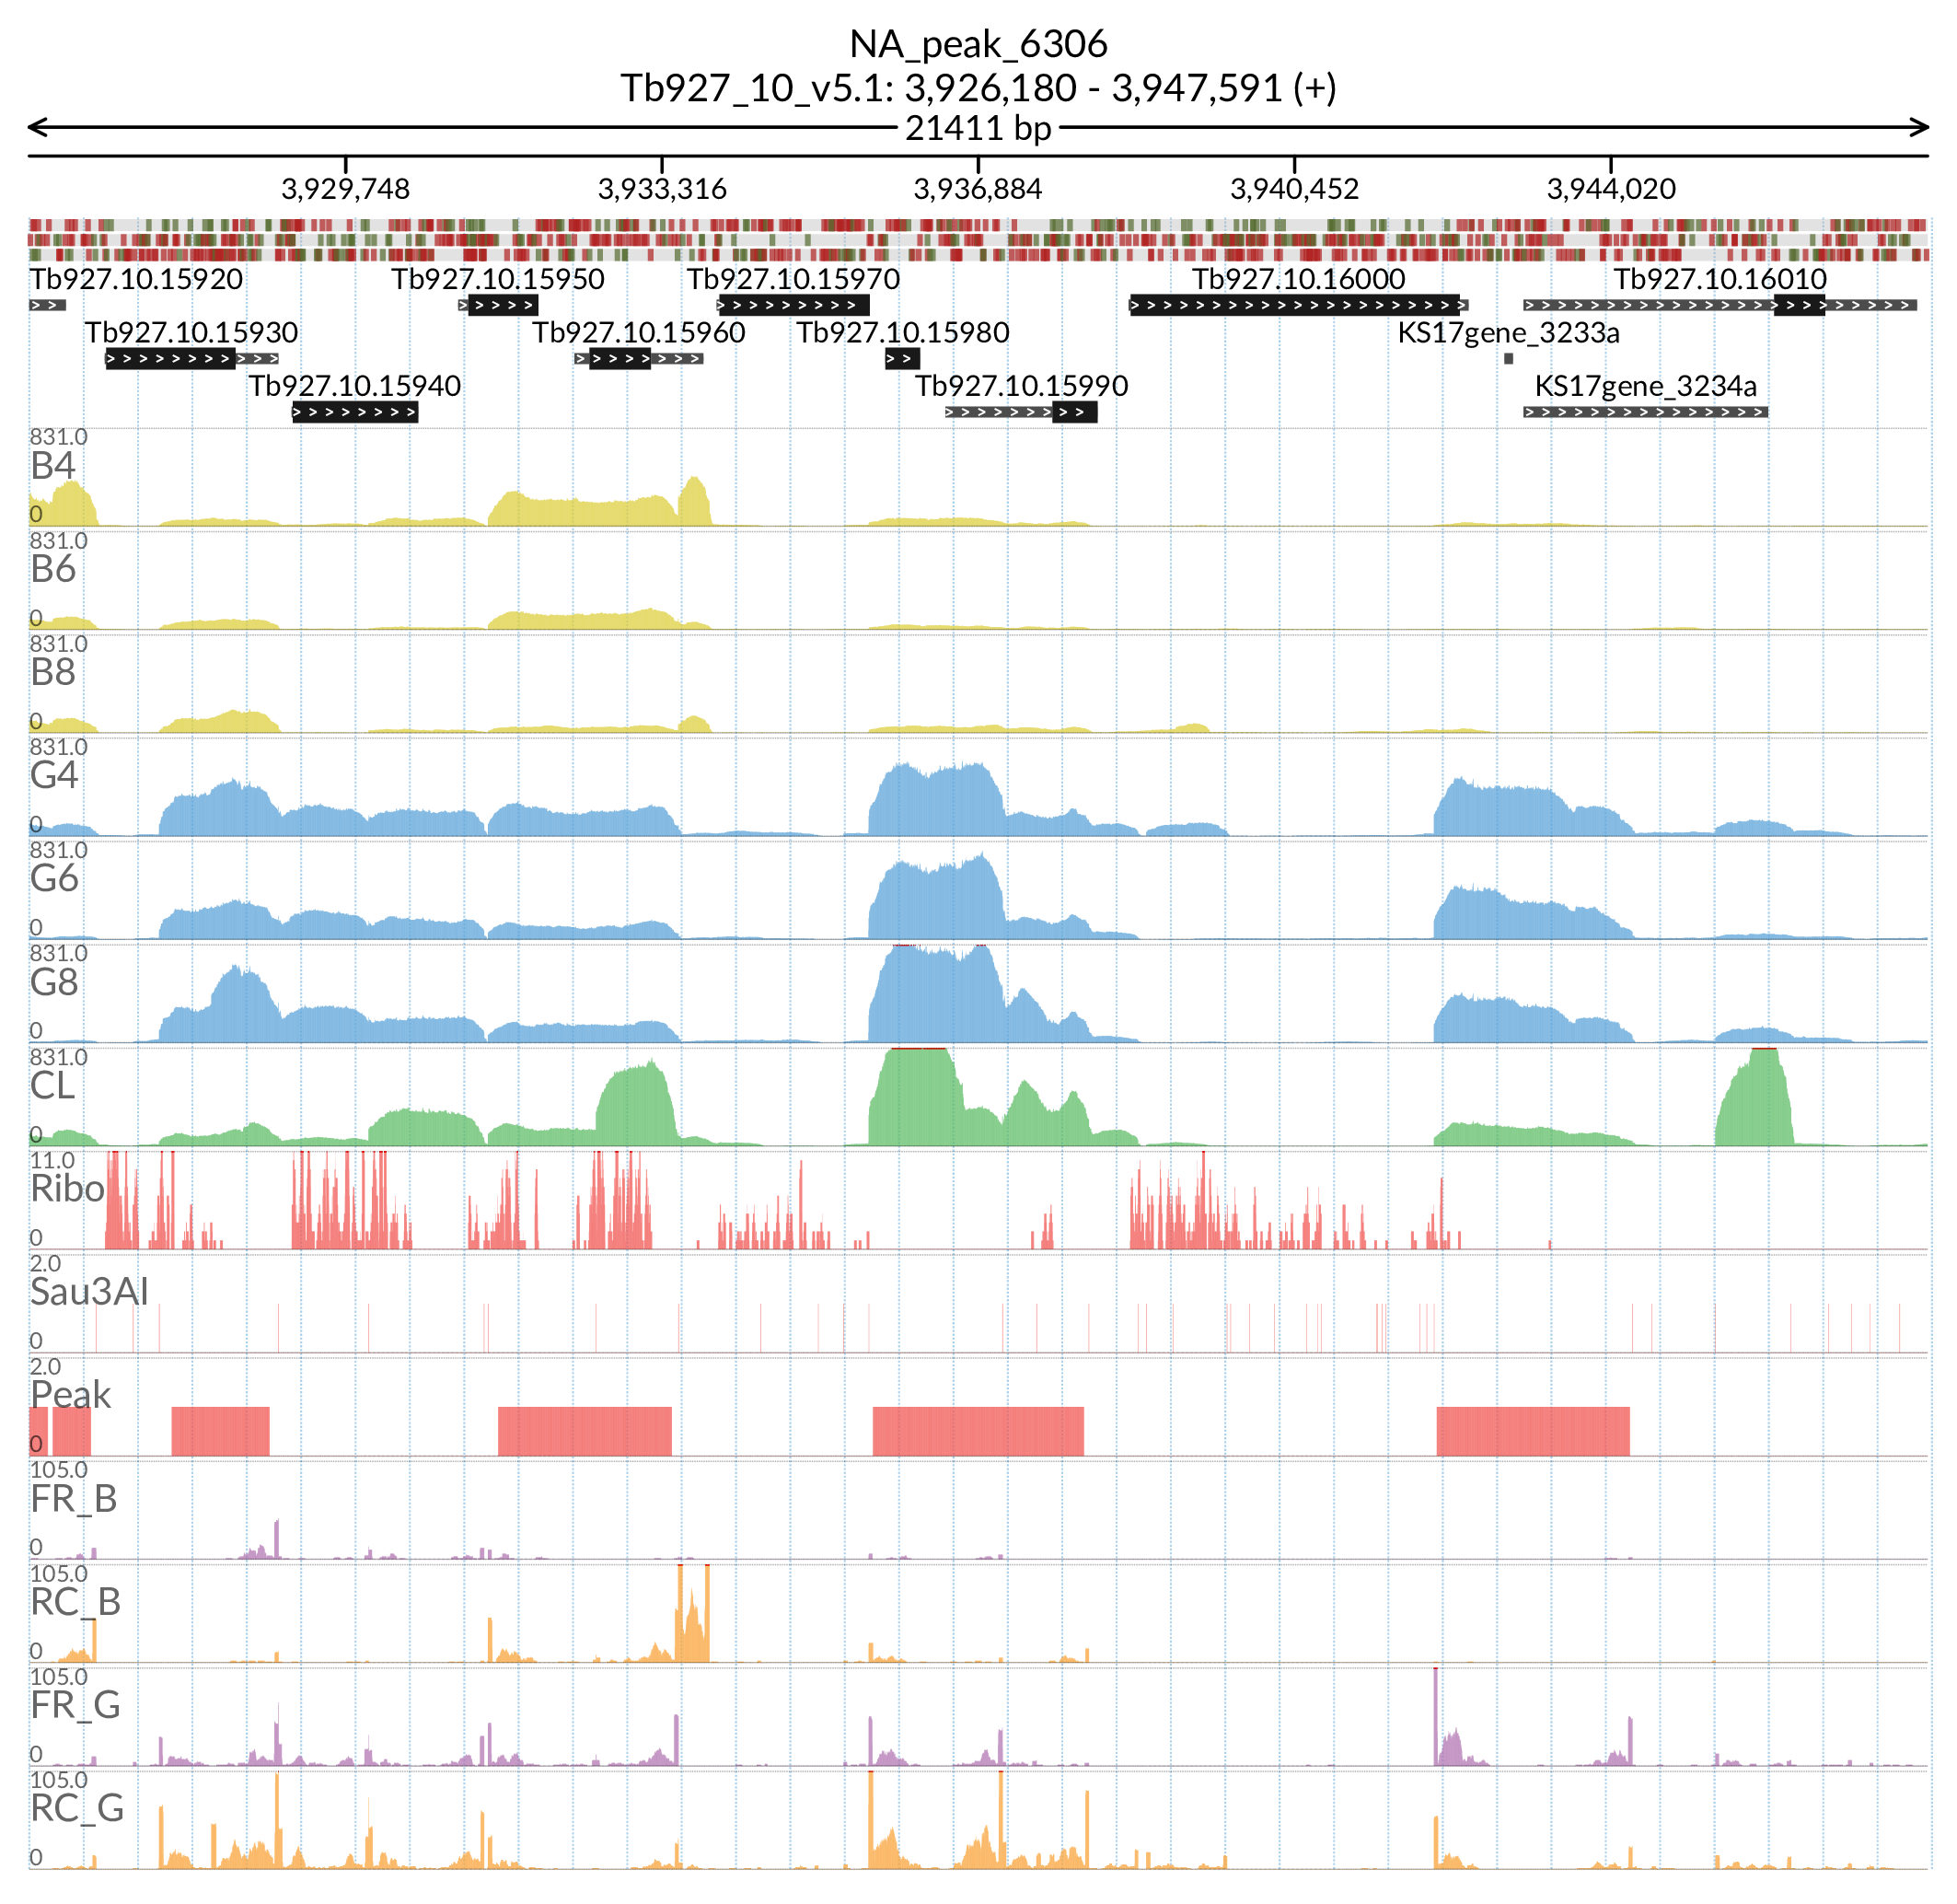 NA_peak_6306
Tb927_10_v5.1: 3,926,180 - 3,947,591 (+)
21411 bp
3,929,748 3,933,316 3,936,884 3,940,452 3,944,020
Tb927.10.15920 Tb927.10.15950 Tb927.10.15970 Tb927.10.16000 Tb927.10.16010
Tb927.10.15930 Tb927.10.15960 Tb927.10.15980 KS17gene_3233a
Tb927.10.15940 Tb927.10.15990 KS17gene_3234a
831.0
B4
0
831.0
B6
0
831.0
B8
0
831.0
G4
0
831.0
G6
0
831.0
G8
0
831.0
CL
0
11.0
Ribo
0
2.0
Sau3AI
0
2.0
Peak
0
105.0
FR_B
0
105.0
RC_B
0
105.0
FR_G
0
105.0
RC_G
0